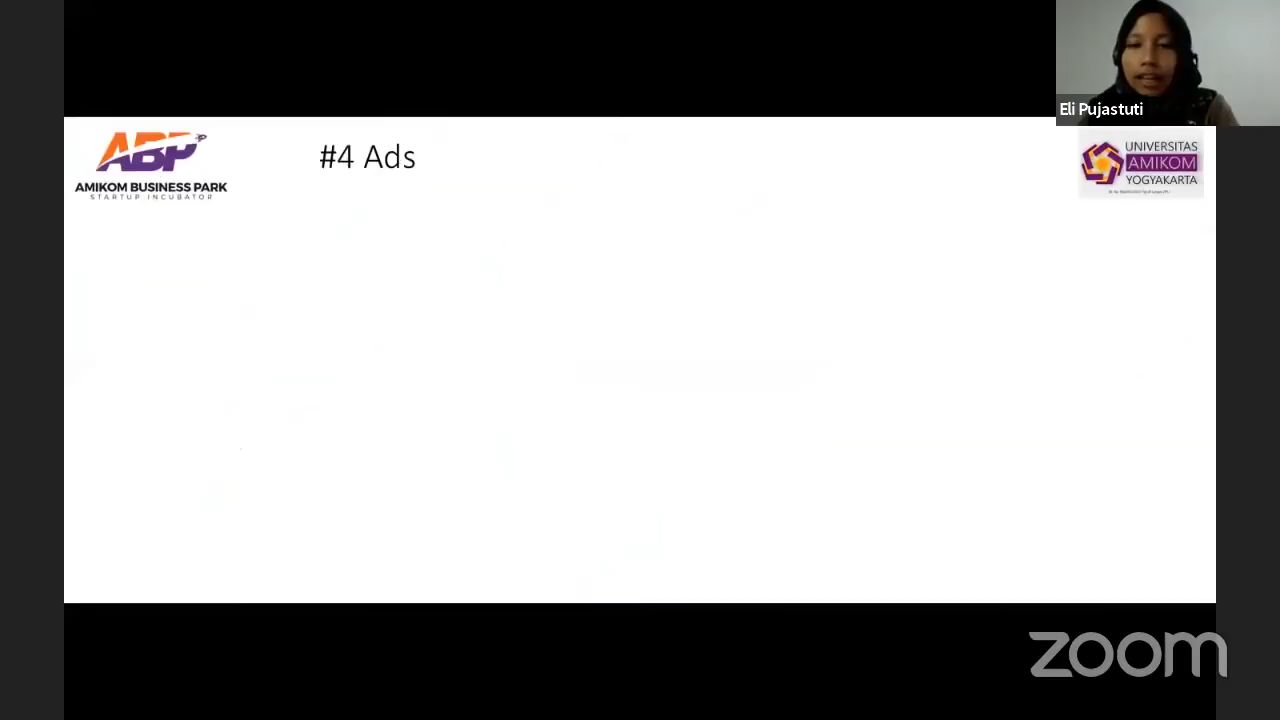 Eli Pujastuti
ABP
AMIKOM BUSINESS PARK
STARTUP INCUBATOR
#4 Ads
UNIVERSITAS
AMIKOM
YOGYAKARTA
zoom